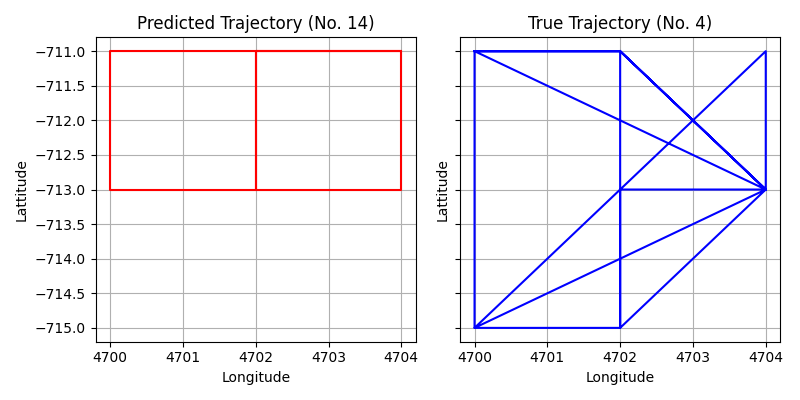 Predicted Trajectory (No. 14)
True Trajectory (No. 4)
Lattitude
−711.0
−711.5
−712.0
−712.5
−713.0
−713.5
−714.0
−714.5
−715.0
4700 4701 4702 4703 4704
Longitude
Lattitude
4700 4701 4702 4703 4704
Longitude